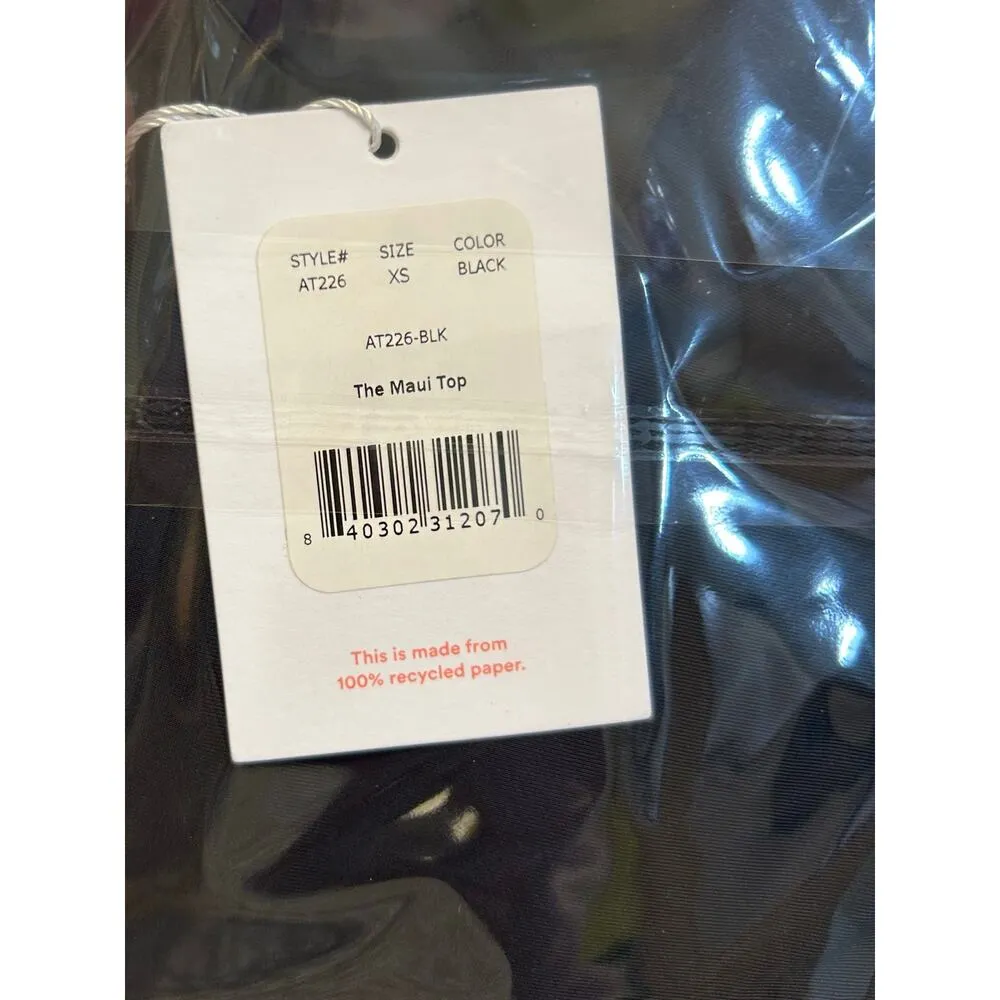 STYLE# SIZE COLOR
AT226 XS BLACK
AT226-BLK
The Maui Top
8 40302 31207 0
This is made from
100% recycled paper.